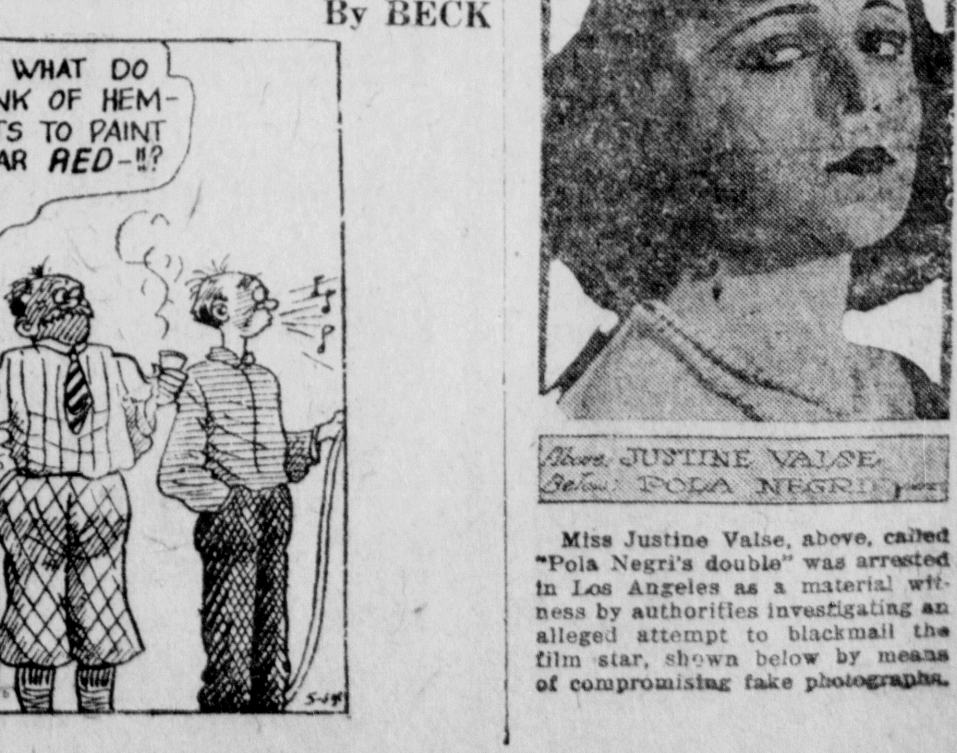 By BECK
WHAT DO
NK OF HEM-
TS TO PAINT
AR RED-!!?
5-19
Above: JUSTINE VALSE
Below: POLA NEGRI
Miss Justine Valse, above, called
"Pola Negri's double" was arrested
in Los Angeles as a material wit-
ness by authorities investigating an
alleged attempt to blackmail the
film star, shown below by means
of compromising fake photographs.